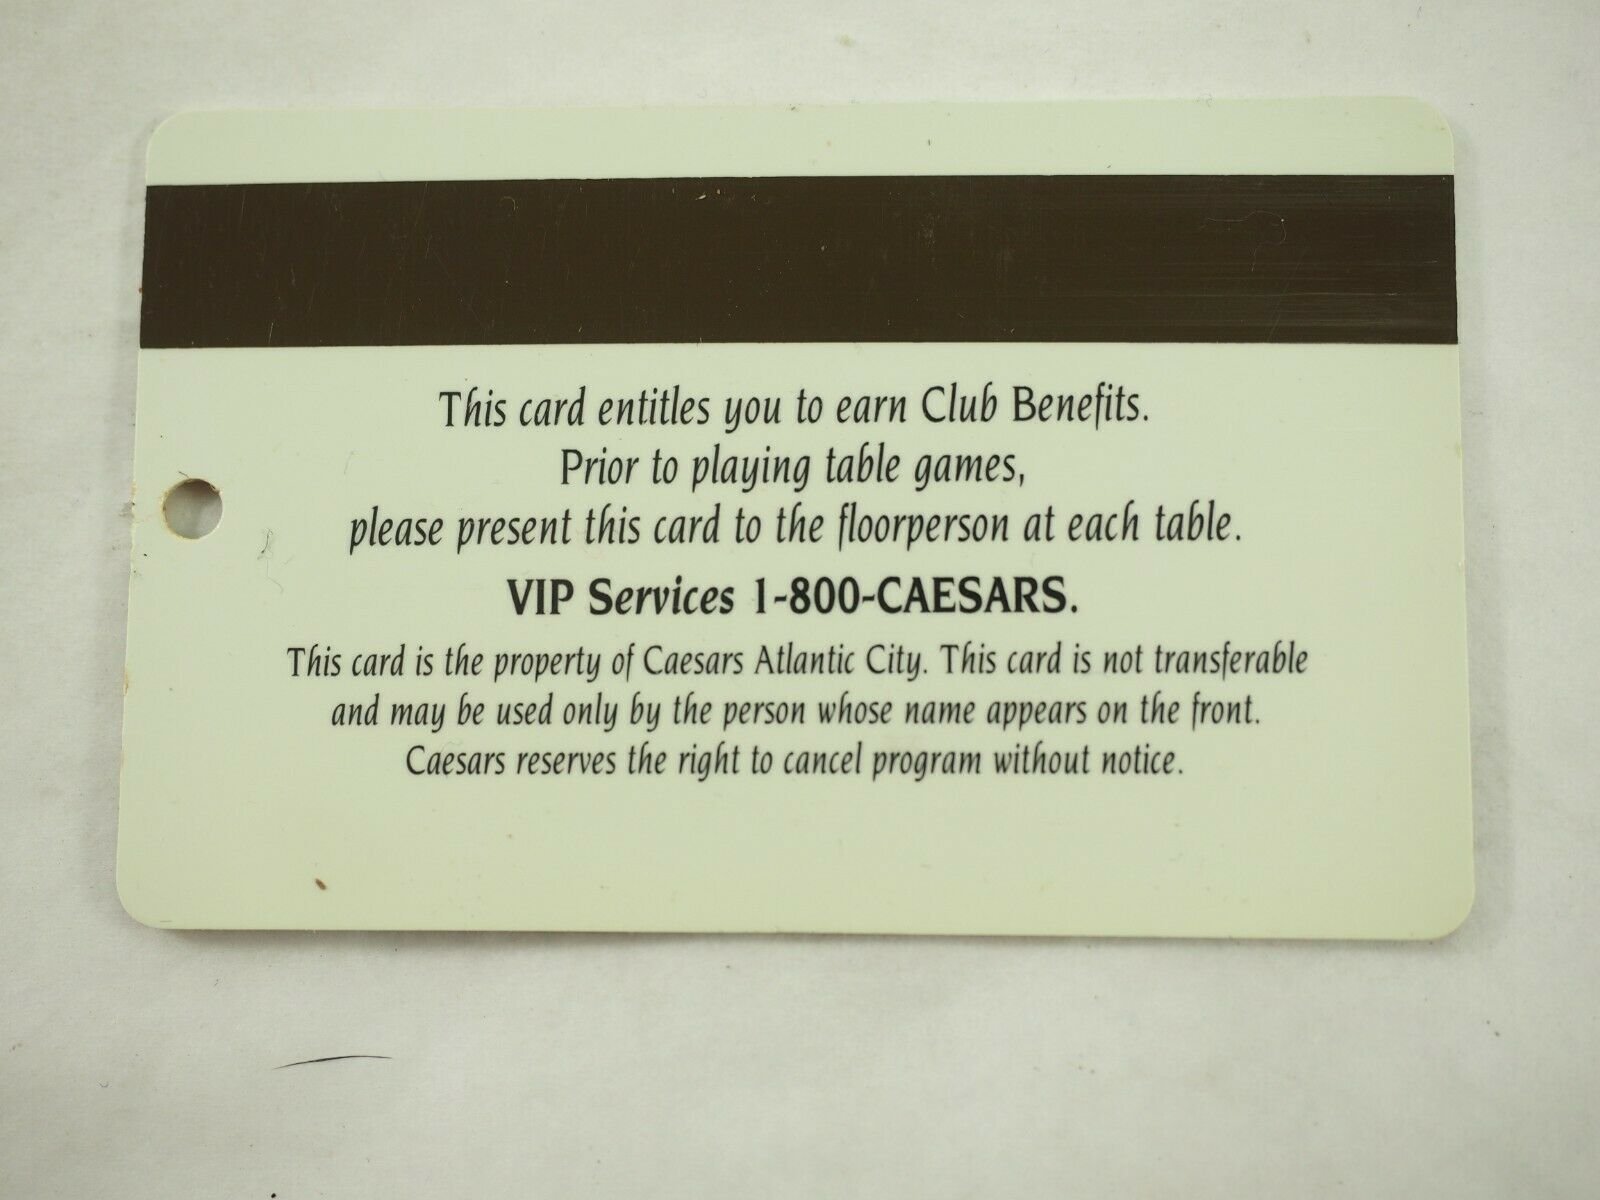 This card entitles you to earn Club Benefits.
Prior to playing table games,
please present this card to the floorperson at each table.
VIP Services 1-800-CAESARS.
This card is the property of Caesars Atlantic City. This card is not transferable
and may be used only by the person whose name appears on the front.
Caesars reserves the right to cancel program without notice.